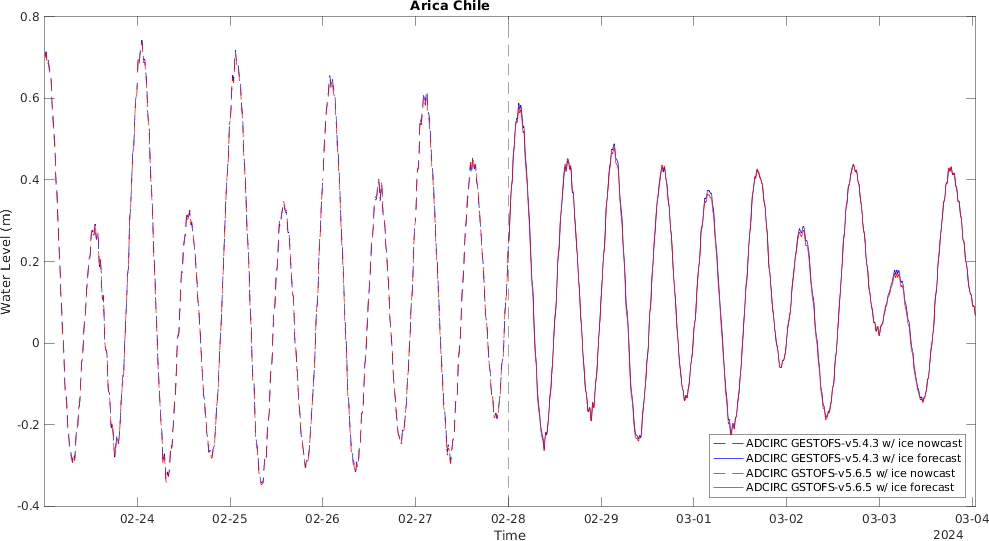 Arica Chile
0.8
0.6
0.4
0.2
0
-0.2
-0.4
Water Level (m)
02-24
02-25
02-26
02-27
02-28
02-29
03-01
03-02
03-03
03-04
Time
2024
ADCIRC GESTOFS-v5.4.3 w/ ice nowcast
ADCIRC GESTOFS-v5.4.3 w/ ice forecast
ADCIRC GSTOFS-v5.6.5 w/ ice nowcast
ADCIRC GSTOFS-v5.6.5 w/ ice forecast